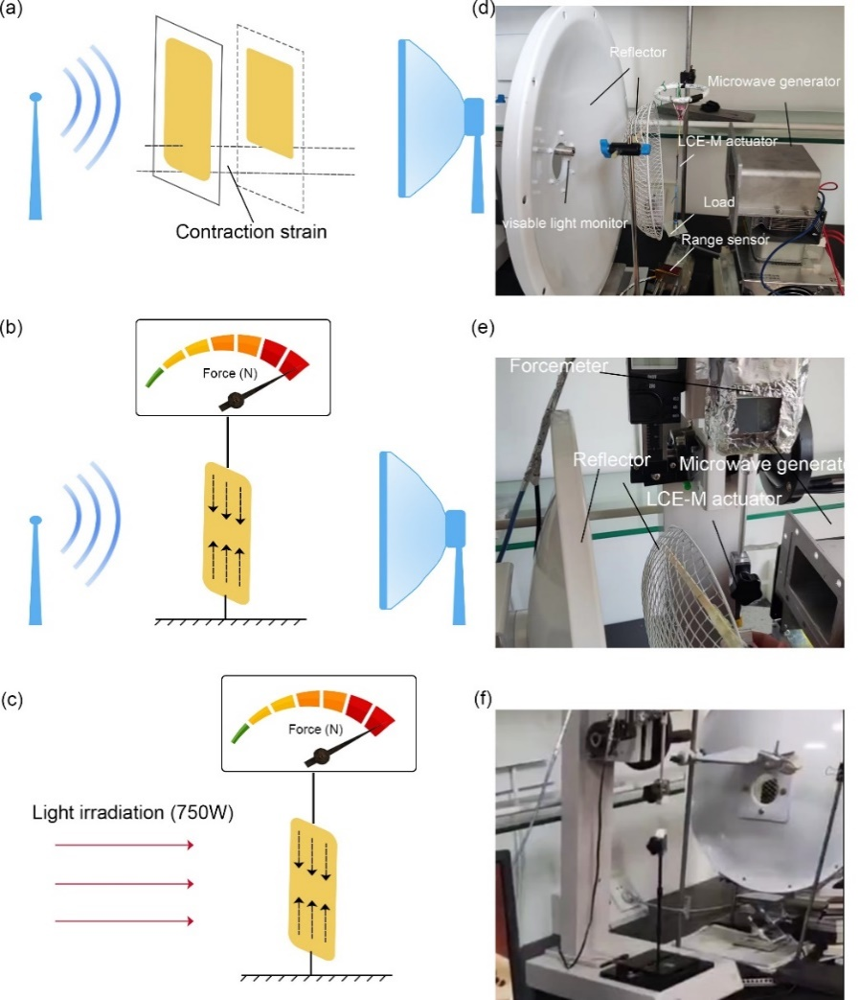 (a)
Contraction strain
(b)
Force (N)
(c)
Force (N)
Light irradiation (750W)
(d)
Reflector
Microwave generator
LCE-M actuator
Load
visable light monitor
Range sensor
(e)
Forcemeter
Reflector
Microwave generato
LCE-M actuator
(f)